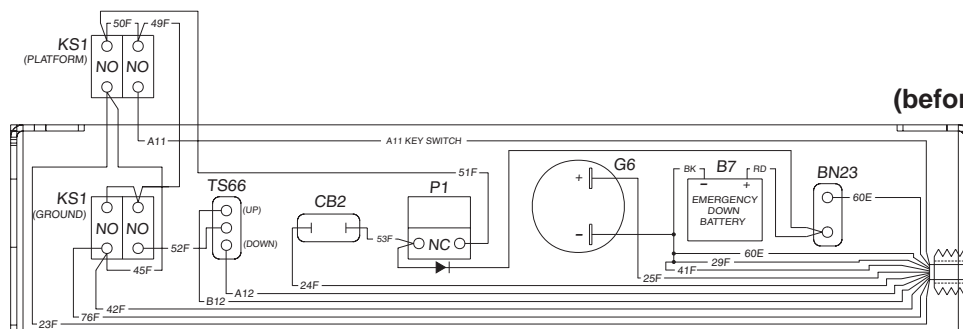 50F 49F
KS1
(PLATFORM)
NO NO
(befor
A11 A11 KEY SWITCH
KS1
(GROUND)
NO NO
TS66
(UP)
(DOWN)
52F
45F
CB2
53F
P1
NC
51F
G6
+
-
BK B7 RD
- +
EMERGENCY
DOWN
BATTERY
BN23
60E
60E
29F
41F
25F
24F
A12
B12
42F
76F
23F